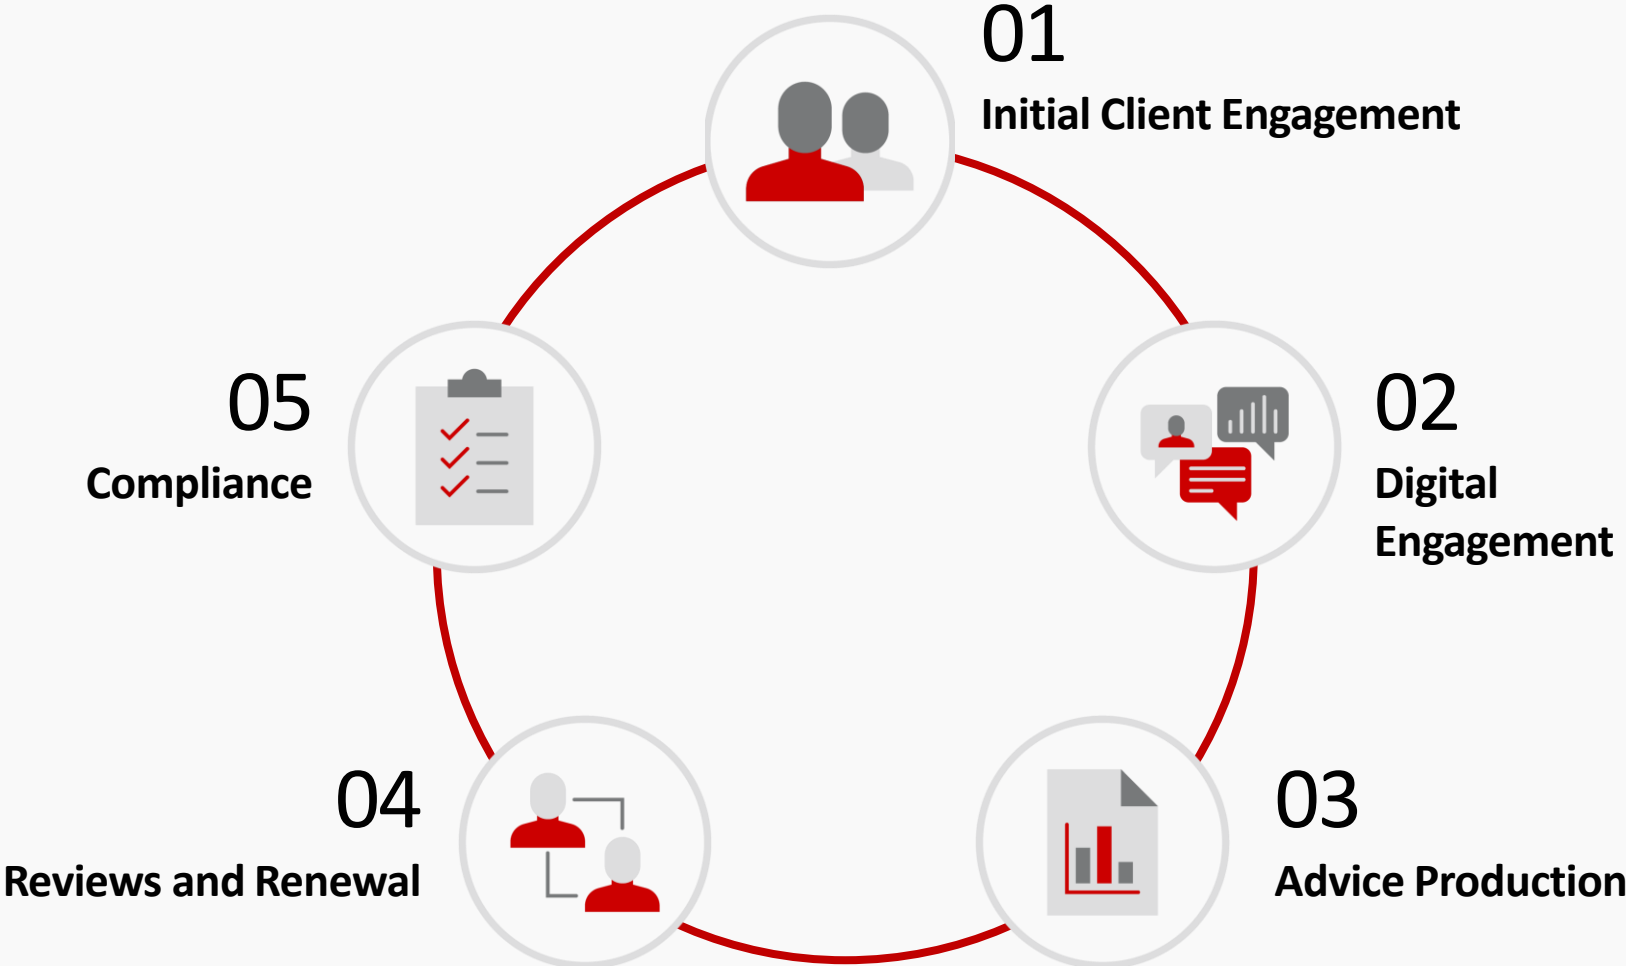 01
Initial Client Engagement
02
Digital
Engagement
03
Advice Production
04
Reviews and Renewal
05
Compliance